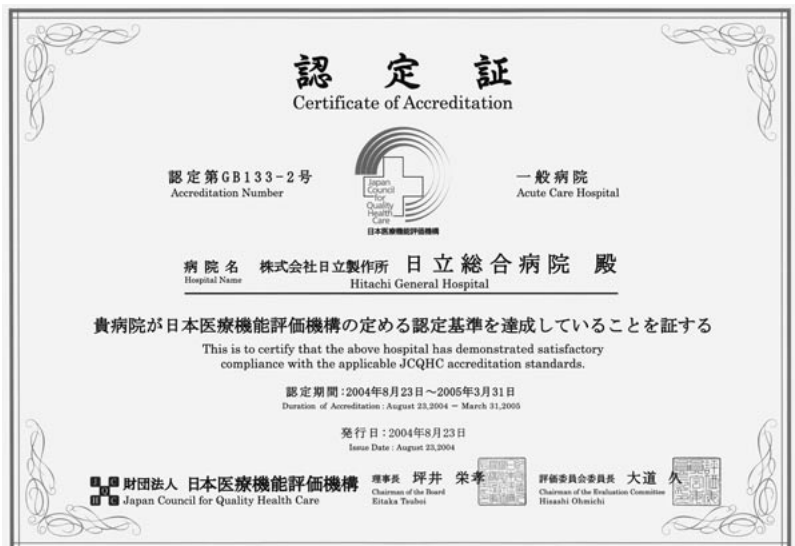 認定証
Certificate of Accreditation
認定第GB133-2号
Accreditation Number
Japan
Council
for
Quality
Health
Care
日本医療機能評価機構
一般病院
Acute Care Hospital
病院名 株式会社日立製作所 日立総合病院 殿
Hospital Name Hitachi General Hospital
貴病院が日本医療機能評価機構の定める認定基準を達成していることを証する
This is to certify that the above hospital has demonstrated satisfactory
compliance with the applicable JCQHC accreditation standards.
認定期間:2004年8月23日~2005年3月31日
Duration of Accreditation : August 23,2004 - March 31,2005
発行日:2004年8月23日
Issue Date : August 23,2004
J C Q H C
財団法人 日本医療機能評価機構
Japan Council for Quality Health Care
理事長 坪井 栄孝
Chairman of the Board
Eitaka Tsuboi
評価委員会委員長 大道 久
Chairman of the Evaluation Committee
Hisashi Ohmichi